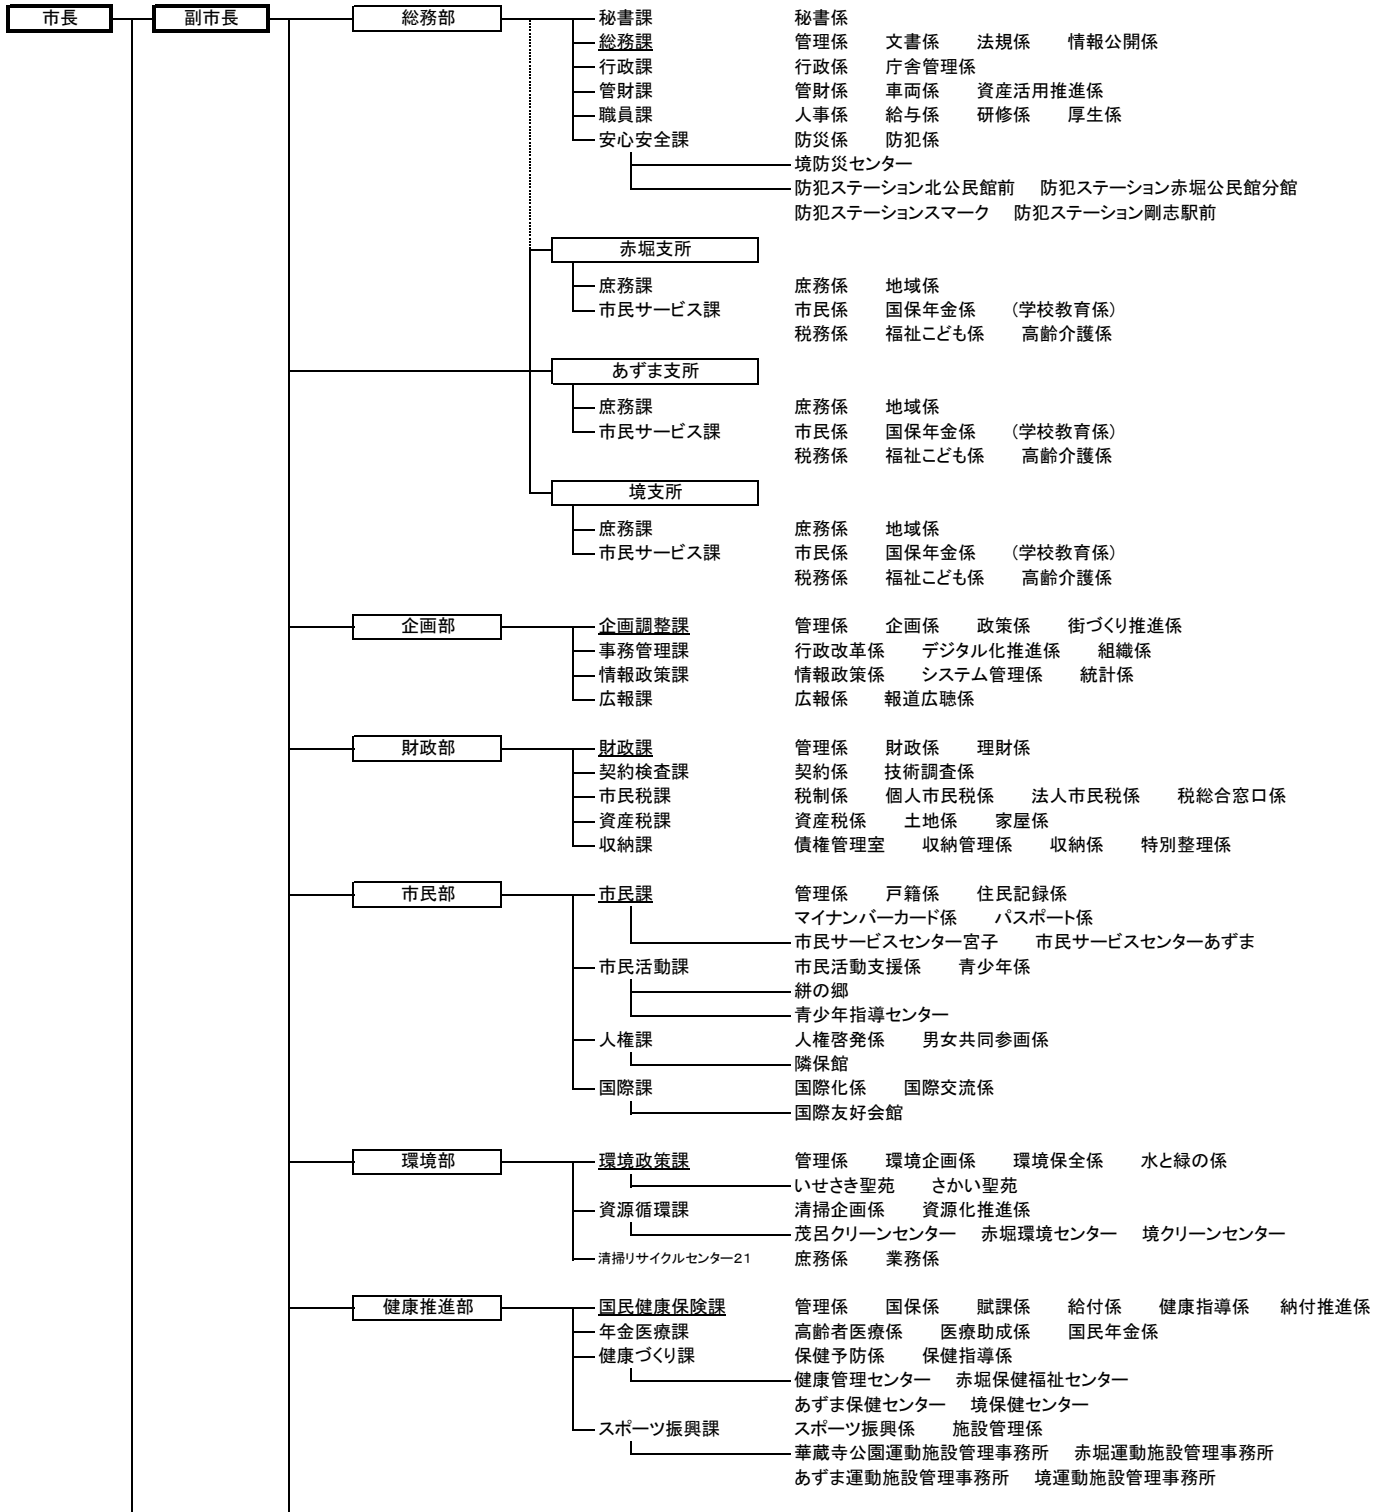 市長 副市長 総務部 秘書課 秘書係
総務課 管理係 文書係 法規係 情報公開係
行政課 行政係 庁舎管理係
管財課 管財係 車両係 資産活用推進係
職員課 人事係 給与係 研修係 厚生係
安心安全課 防災係 防犯係
境防災センター
防犯ステーション北公民館前 防犯ステーション赤堀公民館分館
防犯ステーションスマーク 防犯ステーション剛志駅前
赤堀支所
庶務課 庶務係 地域係
市民サービス課 市民係 国保年金係 (学校教育係)
税務係 福祉こども係 高齢介護係
あずま支所
庶務課 庶務係 地域係
市民サービス課 市民係 国保年金係 (学校教育係)
税務係 福祉こども係 高齢介護係
境支所
庶務課 庶務係 地域係
市民サービス課 市民係 国保年金係 (学校教育係)
税務係 福祉こども係 高齢介護係
企画部 企画調整課 管理係 企画係 政策係 街づくり推進係
事務管理課 行政改革係 デジタル化推進係 組織係
情報政策課 情報政策係 システム管理係 統計係
広報課 広報係 報道広聴係
財政部 財政課 管理係 財政係 理財係
契約検査課 契約係 技術調査係
市民税課 税制係 個人市民税係 法人市民税係 税総合窓口係
資産税課 資産税係 土地係 家屋係
収納課 債権管理室 収納管理係 収納係 特別整理係
市民部 市民課 管理係 戸籍係 住民記録係
マイナンバーカード係 パスポート係
市民サービスセンター宮子 市民サービスセンターあずま
市民活動課 市民活動支援係 青少年係
絣の郷
青少年指導センター
人権課 人権啓発係 男女共同参画係
隣保館
国際課 国際化係 国際交流係
国際友好会館
環境部 環境政策課 管理係 環境企画係 環境保全係 水と緑の係
いせさき聖苑 さかい聖苑
資源循環課 清掃企画係 資源化推進係
茂呂クリーンセンター 赤堀環境センター 境クリーンセンター
清掃リサイクルセンター21 庶務係 業務係
健康推進部 国民健康保険課 管理係 国保係 賦課係 給付係 健康指導係 納付推進係
年金医療課 高齢者医療係 医療助成係 国民年金係
健康づくり課 保健予防係 保健指導係
健康管理センター 赤堀保健福祉センター
あずま保健センター 境保健センター
スポーツ振興課 スポーツ振興係 施設管理係
華蔵寺公園運動施設管理事務所 赤堀運動施設管理事務所
あずま運動施設管理事務所 境運動施設管理事務所